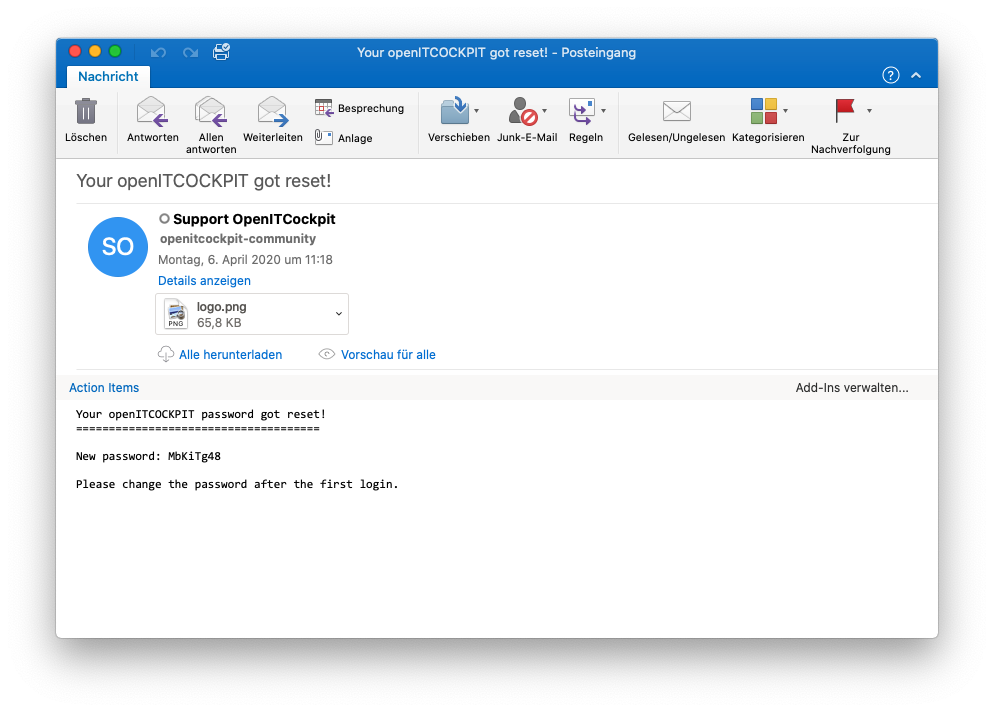 Your openITCOCKPIT got reset! - Posteingang
Nachricht
?
Löschen
Antworten
Allen antworten
Weiterleiten
Besprechung
Anlage
Verschieben
Junk-E-Mail
Regeln
Gelesen/Ungelesen
Kategorisieren
Zur Nachverfolgung
Your openITCOCKPIT got reset!
SO
Support OpenITCockpit
openitcockpit-community
Montag, 6. April 2020 um 11:18
Details anzeigen
PNG
logo.png
65,8 KB
Alle herunterladen
Vorschau für alle
Action Items
Add-Ins verwalten...
Your openITCOCKPIT password got reset!
=====================================
New password: MbKiTg48
Please change the password after the first login.